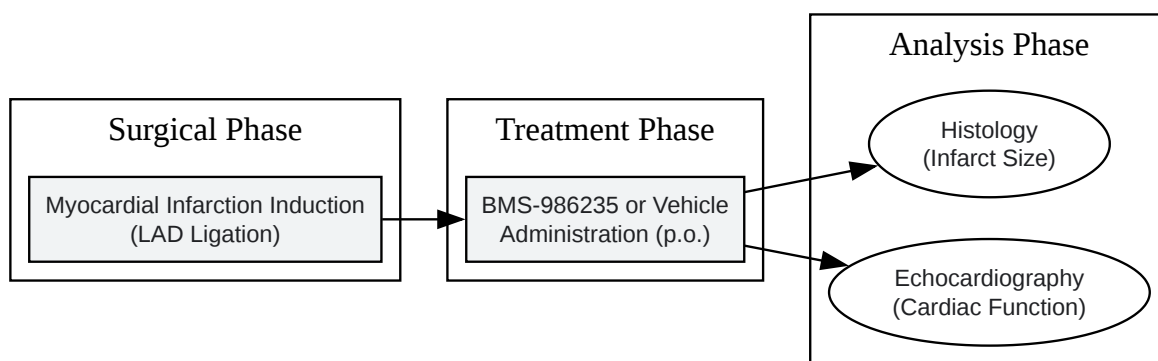 Surgical Phase
Myocardial Infarction Induction
(LAD Ligation)
Treatment Phase
BMS-986235 or Vehicle
Administration (p.o.)
Analysis Phase
Histology
(Infarct Size)
Echocardiography
(Cardiac Function)